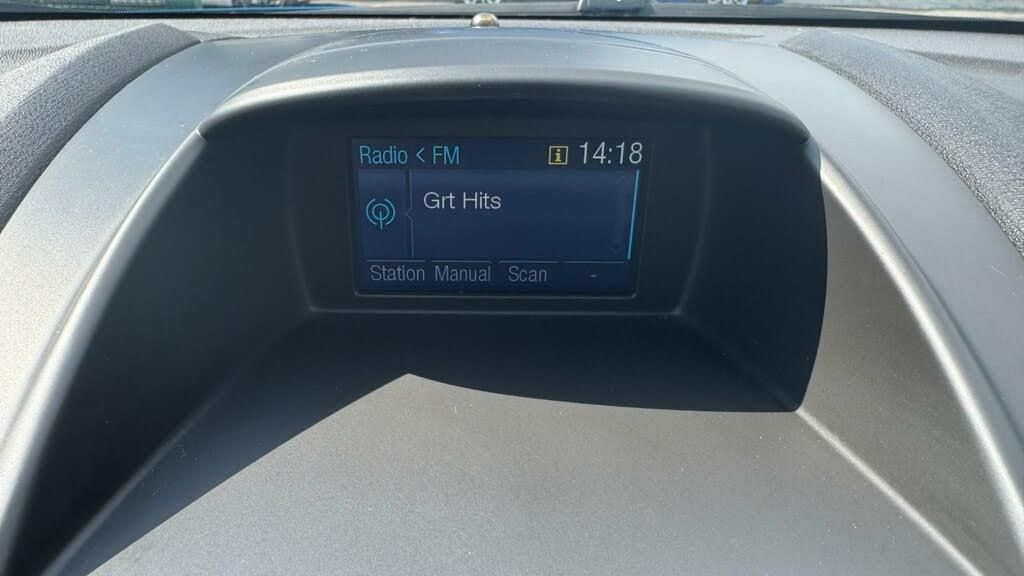 Radio < FM i 14:18
Grt Hits
Station Manual Scan -